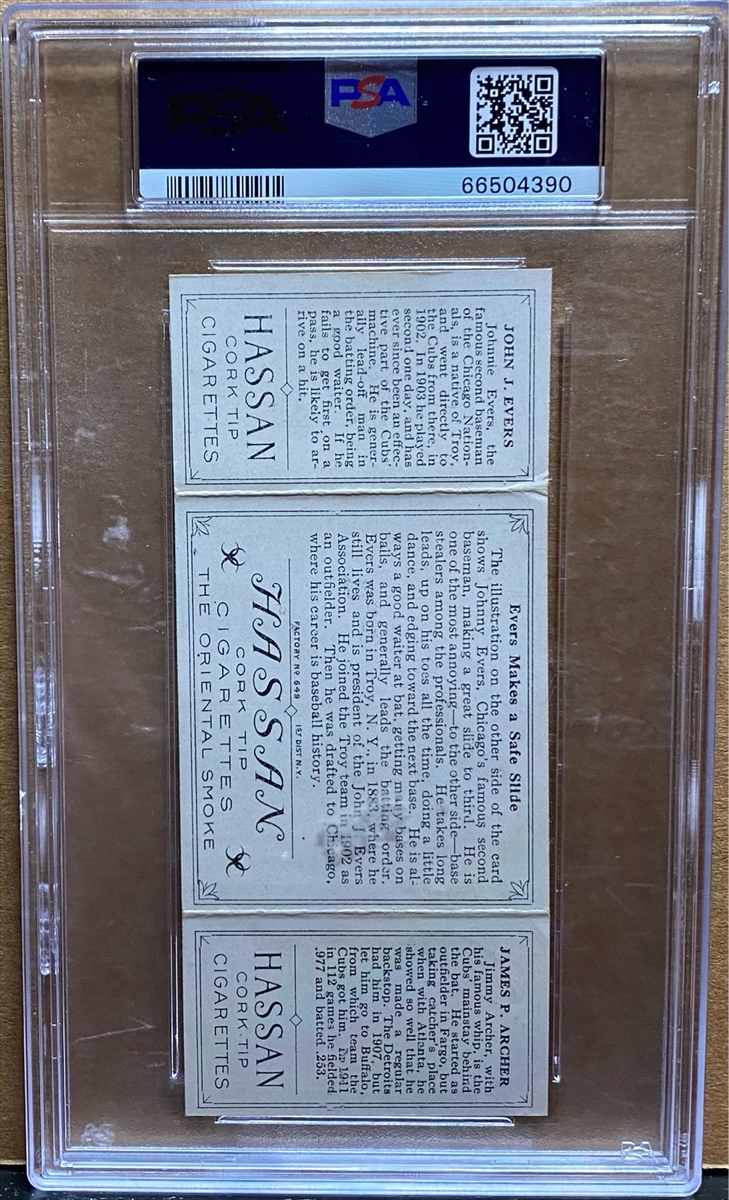 PSA
PSA
66504390
JOHN J. EVERS
Johnnie Evers, the
famous second baseman
of the Chicago Nation-
als, is a native of Troy,
and went directly to
the Cubs from there, in
1902. In 1903 he played
second one day, and has
ever since been an effec-
tive part of the Cubs'
machine. He is gener-
ally lead-off man in
the batting order, being
a good waiter. If he
fails to get first on a
pass, he is likely to ar-
rive on a hit.
HASSAN
CORK TIP
CIGARETTES
Evers Makes a Safe Slide
The illustration on the other side of the card
shows Johnny Evers, Chicago's famous second
baseman, making a great slide to third. He is
one of the most annoying—to the other side—base
stealers among the professionals. He takes long
leads, up on his toes all the time, doing a little
dance, and edging toward the next base. He is al-
ways a good waiter at bat, getting many bases on
balls, and generally leads the batting order.
Evers was born in Troy, N. Y., in 1883, where he
still lives and is president of the John J. Evers
Association. He joined the Troy team in 1902 as
an outfielder. Then he was drafted to Chicago,
where his career is baseball history.
FACTORY No 649 1ST DIST N.Y.
HASSAN
CORK TIP
CIGARETTES
THE ORIENTAL SMOKE
JAMES P. ARCHER
Jimmy Archer, with
his famous whip, is the
Cubs' mainstay behind
the bat. He started as
outfielder in Fargo, but
taking catcher's place
when with Atlanta, he
showed so well that he
was made a regular
backstop. The Detroits
had him in 1907, but
let him go to Buffalo,
from which team the
Cubs got him. In 1911
in 112 games he fielded
.977 and batted .253.
HASSAN
CORK TIP
CIGARETTES